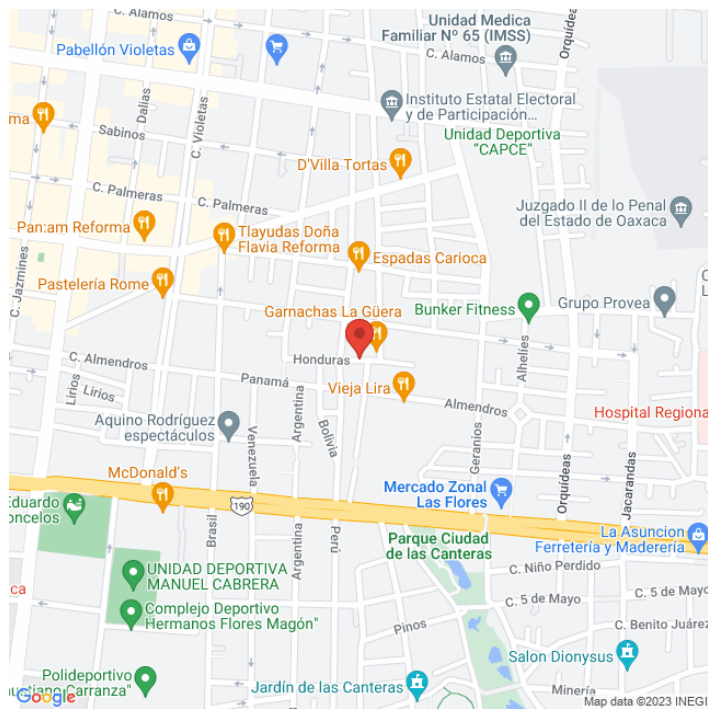 Unidad Medica
Familiar Nº 65 (IMSS)
Orquídeas
Pabellón Violetas
C. Alamos
C. Alamos
Dalias
C. Violetas
Instituto Estatal Electoral
y de Participación...
ma
Sabinos
Unidad Deportiva
"CAPCE"
D'Villa Tortas
C. Palmeras
C. Palmeras
Juzgado II de lo Penal
del Estado de Oaxaca
Pan:am Reforma
Tlayudas Doña
Flavia Reforma
Espadas Carioca
C. Jazmines
Pastelería Rome
Garnachas La Güera
Bunker Fitness
Grupo Provea
C
L
Honduras
C. Almendros
Panamá
Lirios
Lirios
Vieja Lira
Alhelies
Almendros
Argentina
Bolivia
Hospital Regional
Aquino Rodríguez
espectáculos
Venezuela
Geranios
McDonald's
Mercado Zonal
Las Flores
Orquídeas
Jacarandas
Eduardo
oncelos
190
Brasil
Argentina
Perú
Parque Ciudad
de las Canteras
La Asuncion
Ferretería y Maderería
UNIDAD DEPORTIVA
MANUEL CABRERA
C. Niño Perdido
ca
Complejo Deportivo
Hermanos Flores Magón"
C. 5 de Mayo
C. 5 de Mayo
Pinos
C. Benito Juárez
Salon Dionysus
Polideportivo
ustiano Carranza"
Jardín de las Canteras
Minería
Google
Map data ©2023 INEGI